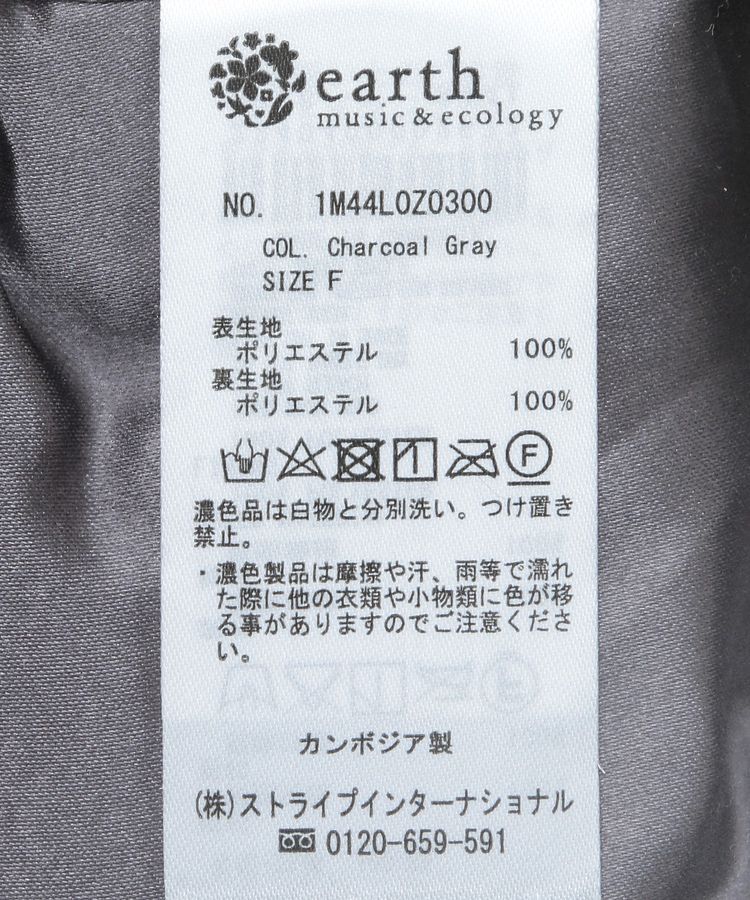 earth
music & ecology
NO. 1M44L0Z0300
COL. Charcoal Gray
SIZE F
表生地
ポリエステル 100%
裏生地
ポリエステル 100%
F
濃色品は白物と分別洗い。つけ置き
禁止。
・濃色製品は摩擦や汗、雨等で濡れ
た際に他の衣類や小物類に色が移
る事がありますのでご注意くださ
い。
カンボジア製
(株)ストライプインターナショナル
0120-659-591